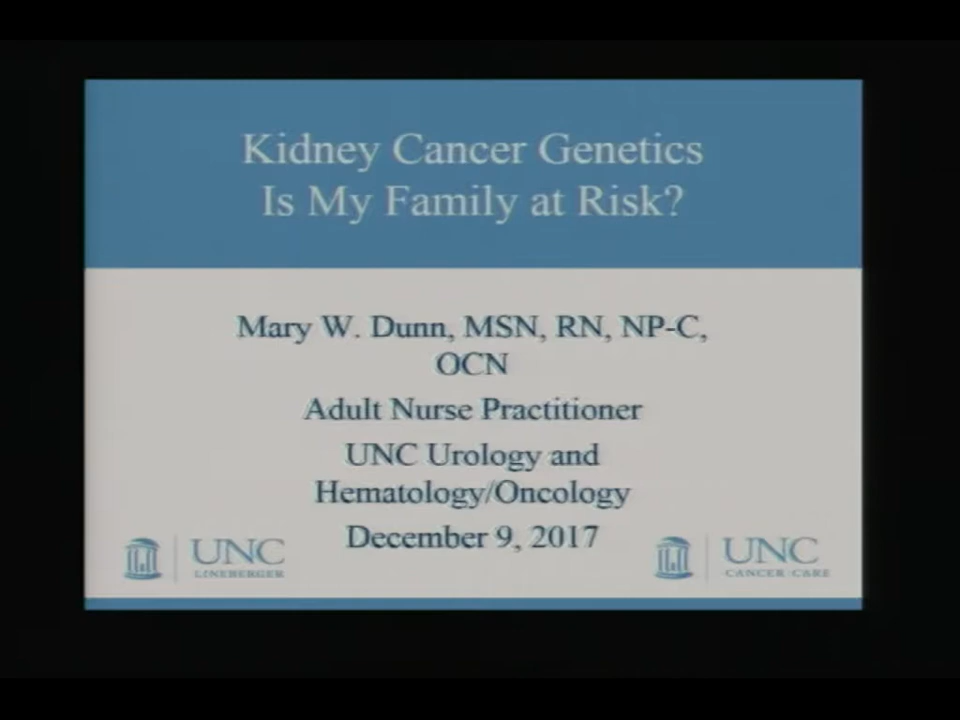 Kidney Cancer Genetics
Is My Family at Risk?
Mary W. Dunn, MSN, RN, NP-C,
OCN
Adult Nurse Practitioner
UNC Urology and
Hematology/Oncology
December 9, 2017
UNC
LINEBERGER
UNC
CANCER CARE